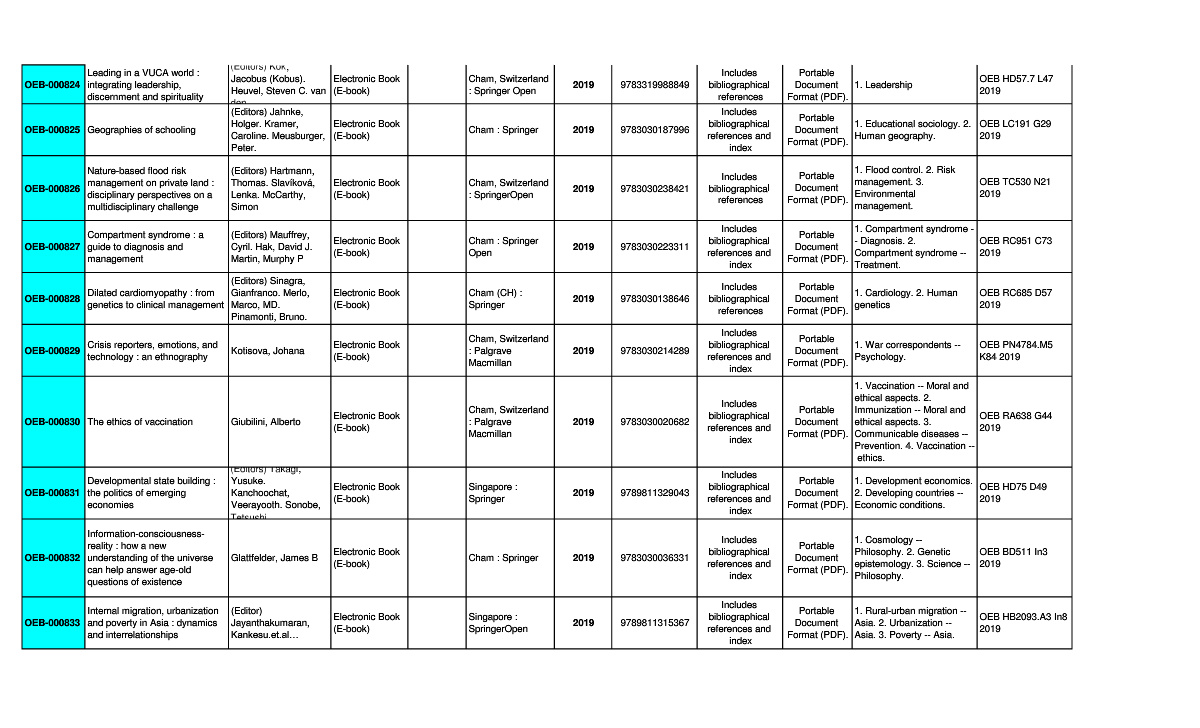 OEB-000824
Leading in a VUCA world :
integrating leadership,
discernment and spirituality
(Editors) Kok,
Jacobus (Kobus).
Heuvel, Steven C. van
den
Electronic Book
(E-book)
Cham, Switzerland
: Springer Open
2019
9783319988849
Includes
bibliographical
references
Portable
Document
Format (PDF).
1. Leadership
OEB HD57.7 L47
2019
OEB-000825
Geographies of schooling
(Editors) Jahnke,
Holger. Kramer,
Caroline. Meusburger,
Peter.
Electronic Book
(E-book)
Cham : Springer
2019
9783030187996
Includes
bibliographical
references and
index
Portable
Document
Format (PDF).
1. Educational sociology. 2.
Human geography.
OEB LC191 G29
2019
OEB-000826
Nature-based flood risk
management on private land :
disciplinary perspectives on a
multidisciplinary challenge
(Editors) Hartmann,
Thomas. Slavíková,
Lenka. McCarthy,
Simon
Electronic Book
(E-book)
Cham, Switzerland
: SpringerOpen
2019
9783030238421
Includes
bibliographical
references
Portable
Document
Format (PDF).
1. Flood control. 2. Risk
management. 3.
Environmental
management.
OEB TC530 N21
2019
OEB-000827
Compartment syndrome : a
guide to diagnosis and
management
(Editors) Mauffrey,
Cyril. Hak, David J.
Martin, Murphy P
Electronic Book
(E-book)
Cham : Springer
Open
2019
9783030223311
Includes
bibliographical
references and
index
Portable
Document
Format (PDF).
1. Compartment syndrome -
- Diagnosis. 2.
Compartment syndrome --
Treatment.
OEB RC951 C73
2019
OEB-000828
Dilated cardiomyopathy : from
genetics to clinical management
(Editors) Sinagra,
Gianfranco. Merlo,
Marco, MD.
Pinamonti, Bruno.
Electronic Book
(E-book)
Cham (CH) :
Springer
2019
9783030138646
Includes
bibliographical
references
Portable
Document
Format (PDF).
1. Cardiology. 2. Human
genetics
OEB RC685 D57
2019
OEB-000829
Crisis reporters, emotions, and
technology : an ethnography
Kotisova, Johana
Electronic Book
(E-book)
Cham, Switzerland
: Palgrave
Macmillan
2019
9783030214289
Includes
bibliographical
references and
index
Portable
Document
Format (PDF).
1. War correspondents --
Psychology.
OEB PN4784.M5
K84 2019
OEB-000830
The ethics of vaccination
Giubilini, Alberto
Electronic Book
(E-book)
Cham, Switzerland
: Palgrave
Macmillan
2019
9783030020682
Includes
bibliographical
references and
index
Portable
Document
Format (PDF).
1. Vaccination -- Moral and
ethical aspects. 2.
Immunization -- Moral and
ethical aspects. 3.
Communicable diseases --
Prevention. 4. Vaccination --
ethics.
OEB RA638 G44
2019
OEB-000831
Developmental state building :
the politics of emerging
economies
(Editors) Takagi,
Yusuke.
Kanchoochat,
Veerayooth. Sonobe,
Tetsushi
Electronic Book
(E-book)
Singapore :
Springer
2019
9789811329043
Includes
bibliographical
references and
index
Portable
Document
Format (PDF).
1. Development economics.
2. Developing countries --
Economic conditions.
OEB HD75 D49
2019
OEB-000832
Information-consciousness-
reality : how a new
understanding of the universe
can help answer age-old
questions of existence
Glattfelder, James B
Electronic Book
(E-book)
Cham : Springer
2019
9783030036331
Includes
bibliographical
references and
index
Portable
Document
Format (PDF).
1. Cosmology --
Philosophy. 2. Genetic
epistemology. 3. Science --
Philosophy.
OEB BD511 In3
2019
OEB-000833
Internal migration, urbanization
and poverty in Asia : dynamics
and interrelationships
(Editor)
Jayanthakumaran,
Kankesu.et.al…
Electronic Book
(E-book)
Singapore :
SpringerOpen
2019
9789811315367
Includes
bibliographical
references and
index
Portable
Document
Format (PDF).
1. Rural-urban migration --
Asia. 2. Urbanization --
Asia. 3. Poverty -- Asia.
OEB HB2093.A3 In8
2019